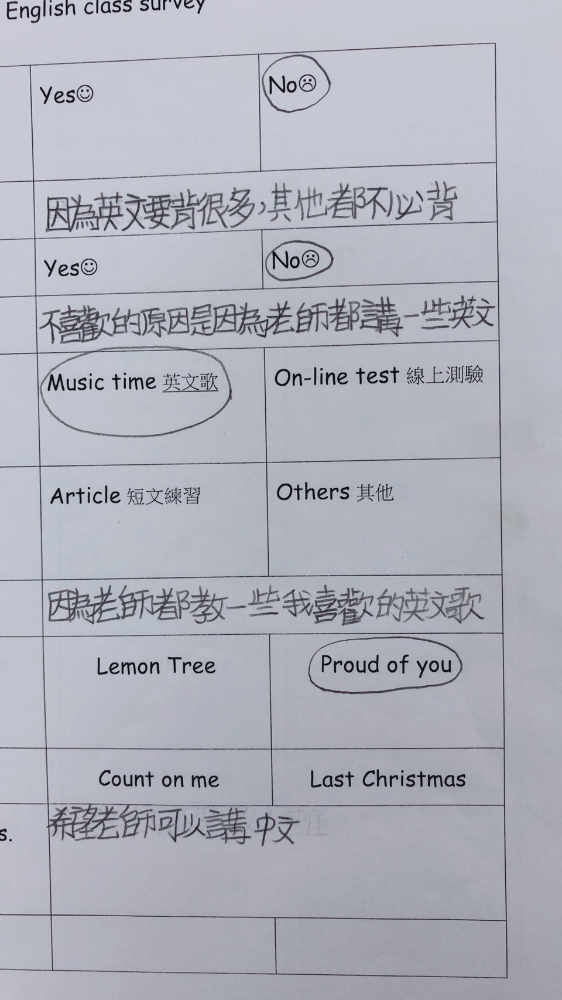 English class survey
Yes☺ No☹
因為英文要背很多，其他都不必背
Yes☺ No☹
不喜歡的原因是因為老師都講一些英文
Music time 英文歌 On-line test 線上測驗
Article 短文練習 Others 其他
因為老師都教一些我喜歡的英文歌
Lemon Tree Proud of you
Count on me Last Christmas
s. 希望老師可以講中文